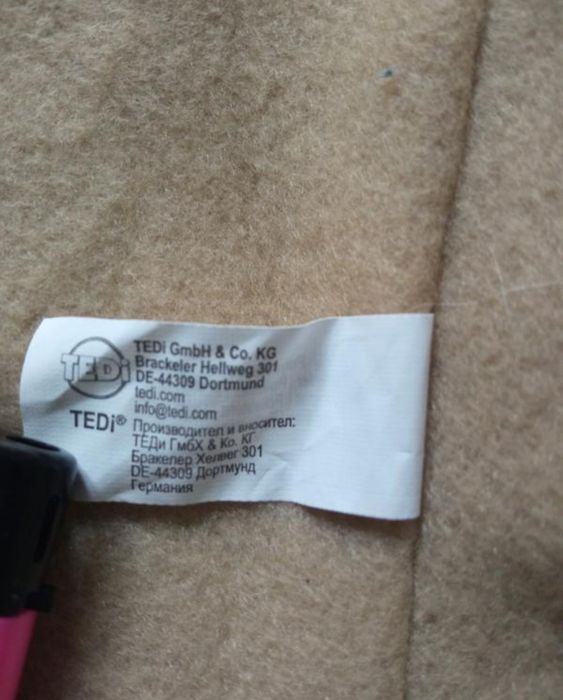 TEDi
TEDi®
TEDi GmbH & Co. KG
Brackeler Hellweg 301
DE-44309 Dortmund
tedi.com
info@tedi.com
Производител и вносител:
ТЕДи ГмбХ & Ко. КГ
Бракелер Хелвег 301
DE-44309 Дортмунд
Германия